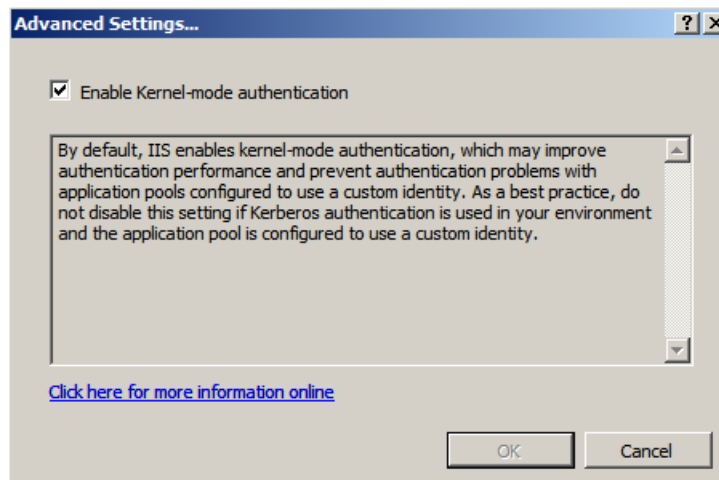 Advanced Settings...
Enable Kernel-mode authentication
By default, IIS enables kernel-mode authentication, which may improve
authentication performance and prevent authentication problems with
application pools configured to use a custom identity. As a best practice, do
not disable this setting if Kerberos authentication is used in your environment
and the application pool is configured to use a custom identity.
Click here for more information online
OK
Cancel